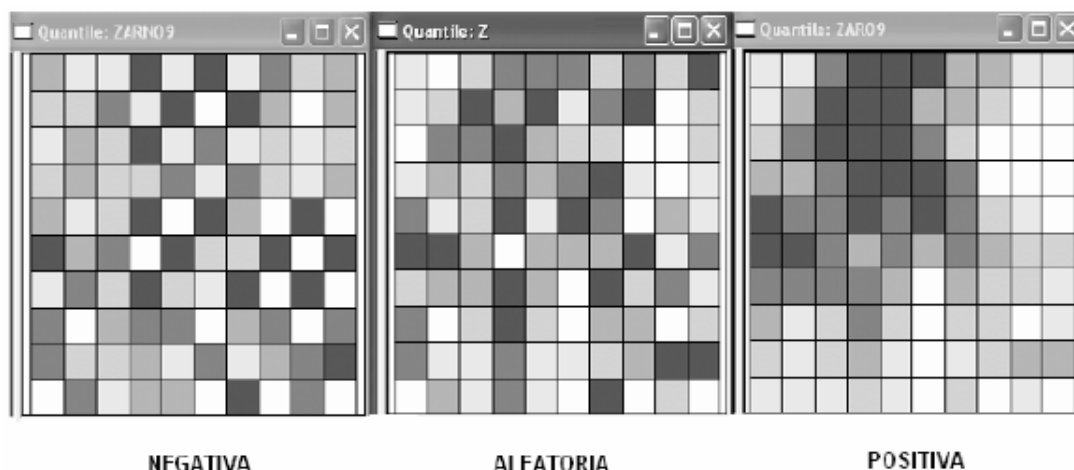 Quantile: ZARN09
Quantile: Z
Quantile: ZAR09
NEGATIVA
ALEATORIA
POSITIVA